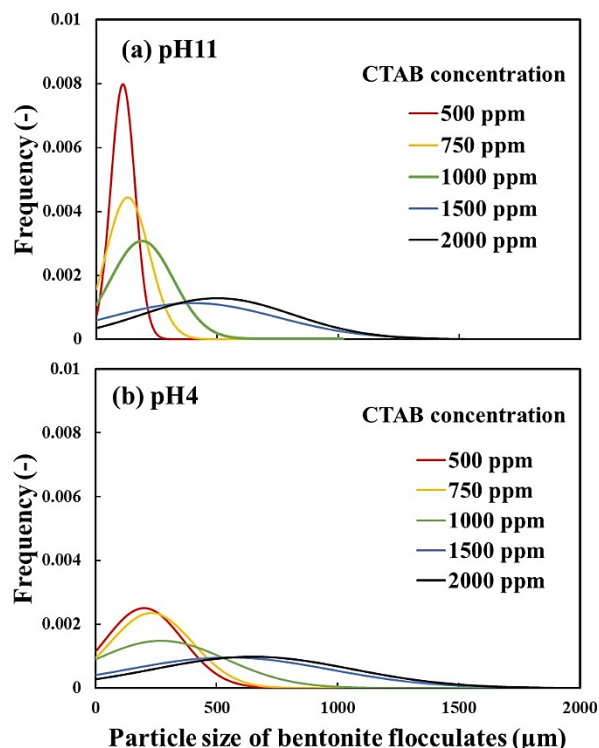 0.01
(a) pH11
0.008
CTAB concentration
500 ppm
0.006
750 ppm
1000 ppm
0.004
1500 ppm
2000 ppm
0.002
0
Frequency (-)
0.01
(b) pH4
CTAB concentration
0.008
500 ppm
0.006
750 ppm
1000 ppm
0.004
1500 ppm
2000 ppm
0.002
0
Frequency (-)
0 500 1000 1500 2000
Particle size of bentonite flocculates (µm)